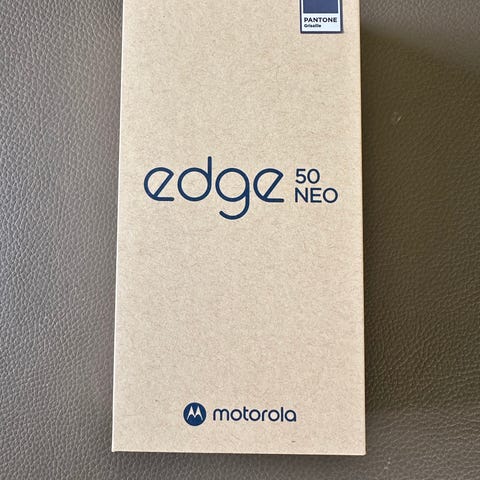 PANTONE
Grisaille
edge 50
NEO
motorola